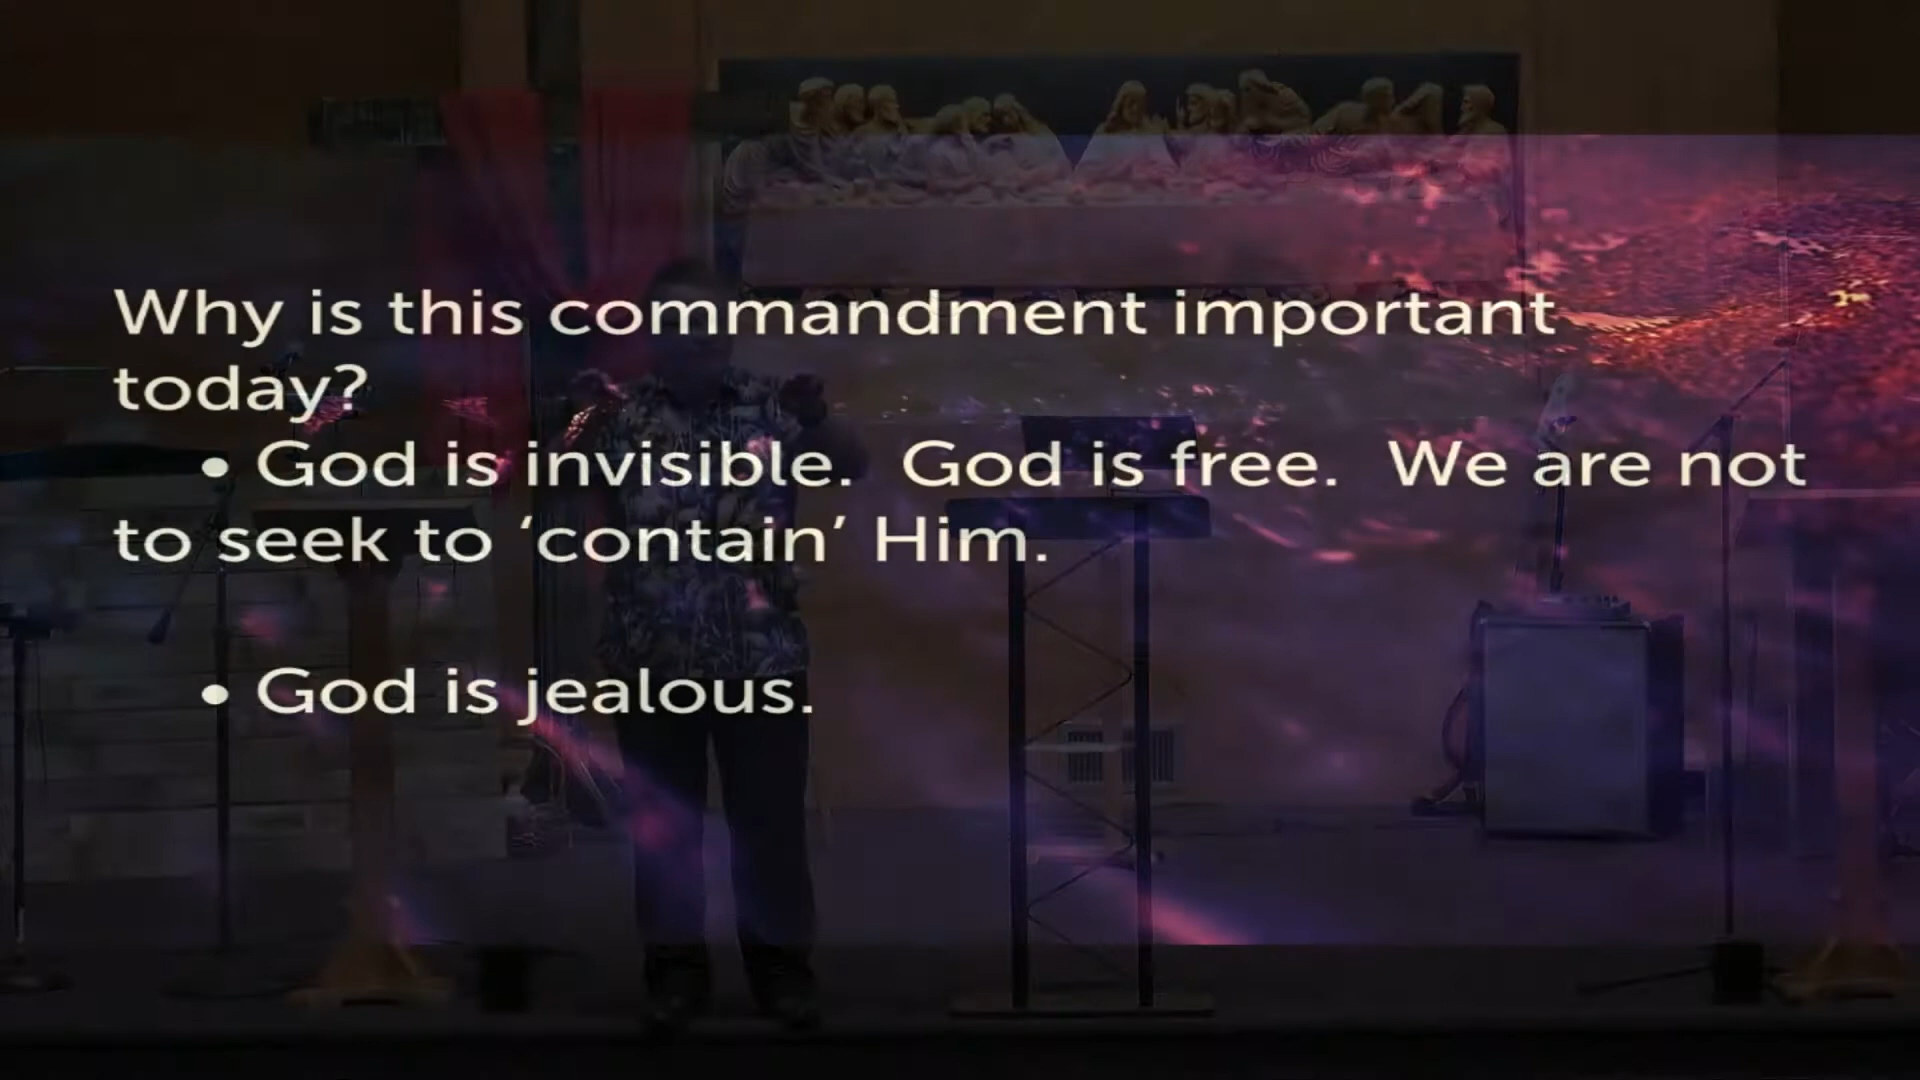 Why is this commandment important
today?
• God is invisible.  God is free.  We are not
to seek to ‘contain’ Him.
• God is jealous.